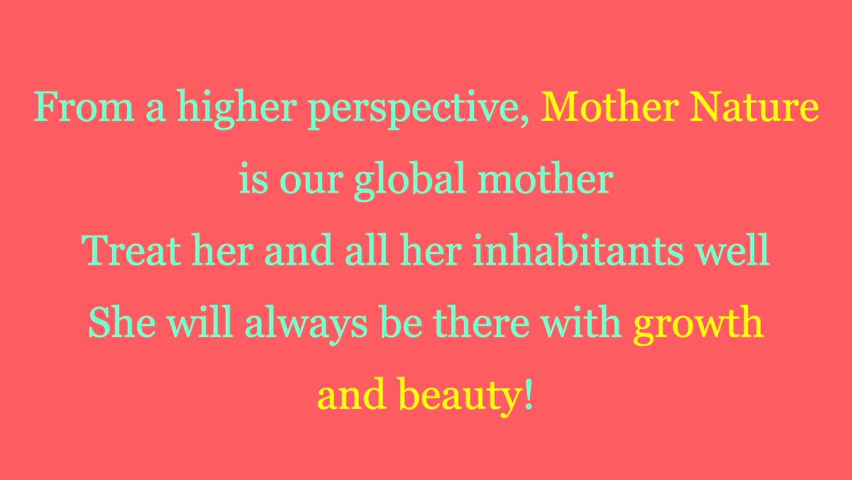 From a higher perspective, Mother Nature
is our global mother
Treat her and all her inhabitants well
She will always be there with growth
and beauty!